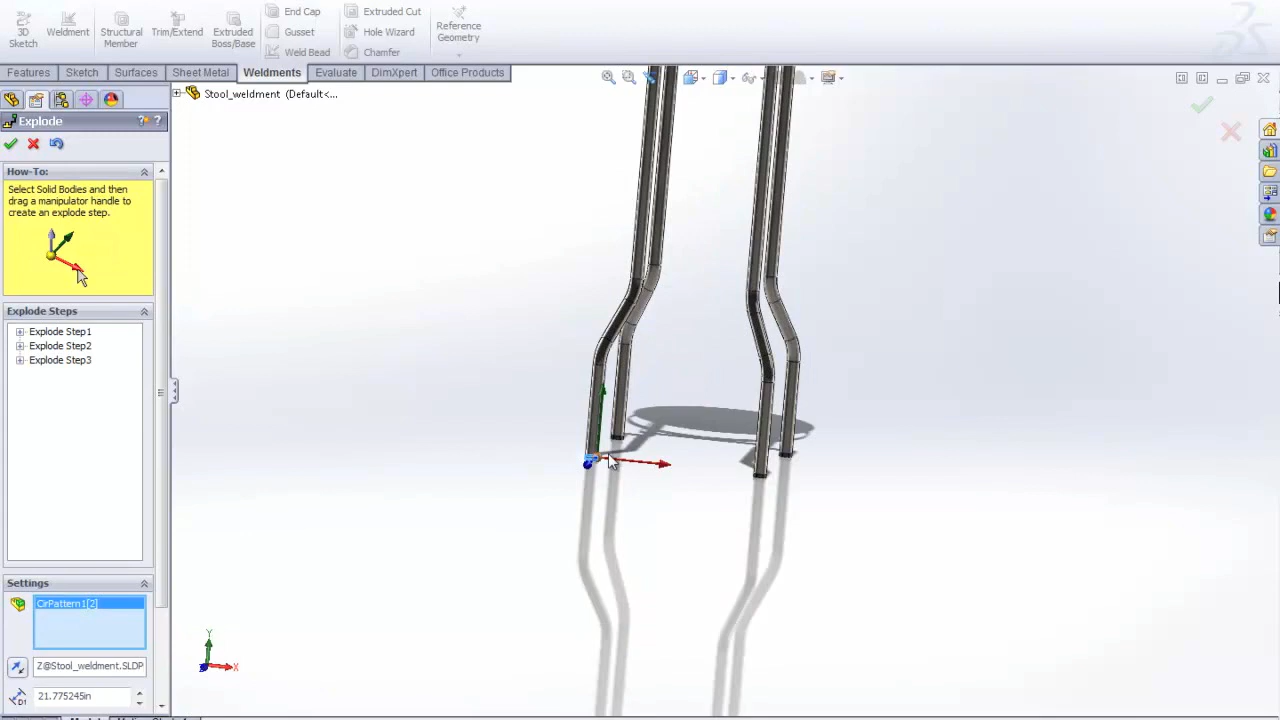 3D
Sketch
Weldment
Structural
Member
Trim/Extend
Extruded
Boss/Base
End Cap
Gusset
Weld Bead
Extruded Cut
Hole Wizard
Chamfer
Reference
Geometry
Features
Sketch
Surfaces
Sheet Metal
Weldments
Evaluate
DimXpert
Office Products
Stool_weldment (Default<...
Explode
How-To:
Select Solid Bodies and then
drag a manipulator handle to
create an explode step.
Explode Steps
Explode Step1
Explode Step2
Explode Step3
Settings
CirPattern1[2]
Z@Stool_weldment.SLDP
D1
21.775245in
Y
X